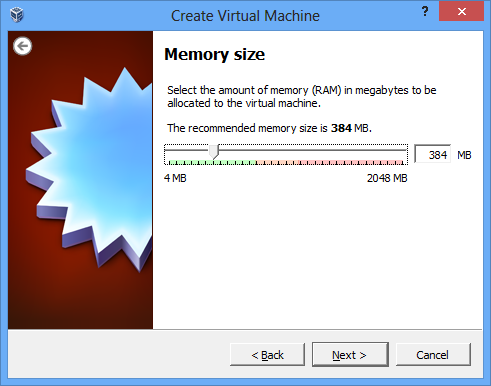 Create Virtual Machine
?
Memory size
Select the amount of memory (RAM) in megabytes to be
allocated to the virtual machine.
The recommended memory size is 384 MB.
384 MB
4 MB 2048 MB
< Back Next > Cancel